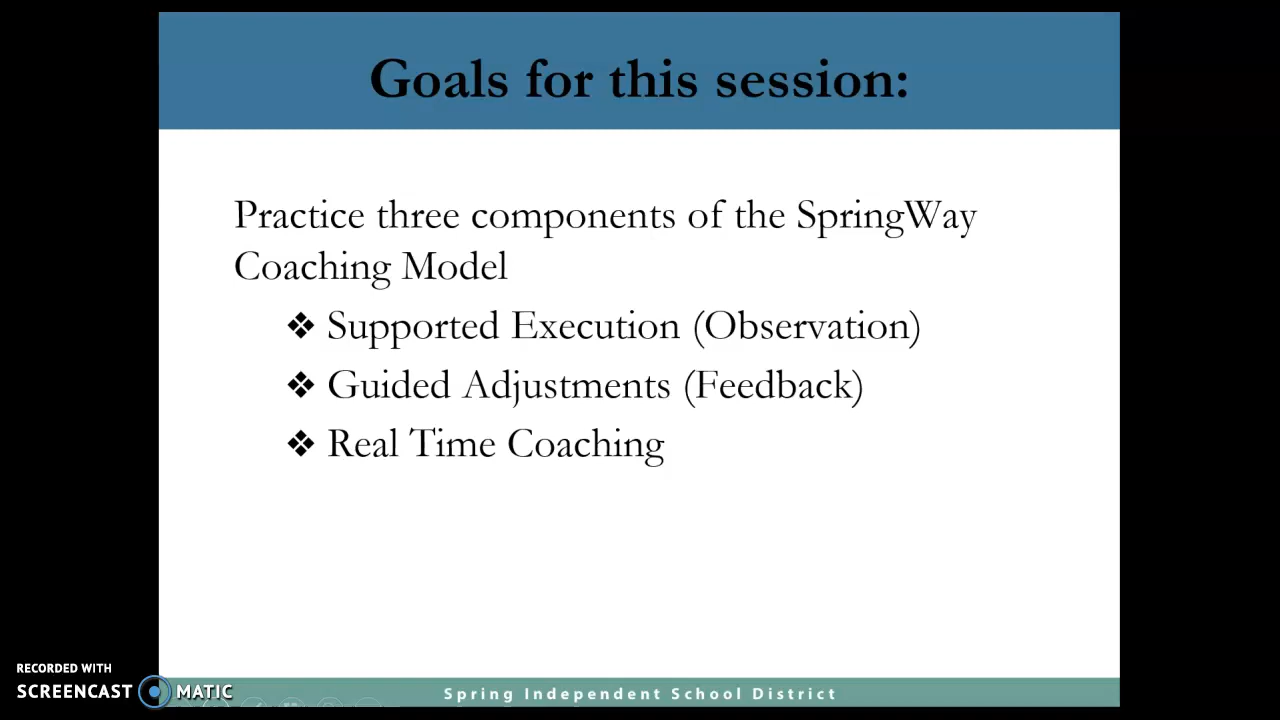 Goals for this session:
Practice three components of the SpringWay
Coaching Model
❖ Supported Execution (Observation)
❖ Guided Adjustments (Feedback)
❖ Real Time Coaching
RECORDED WITH
SCREENCAST MATIC
Spring Independent School District